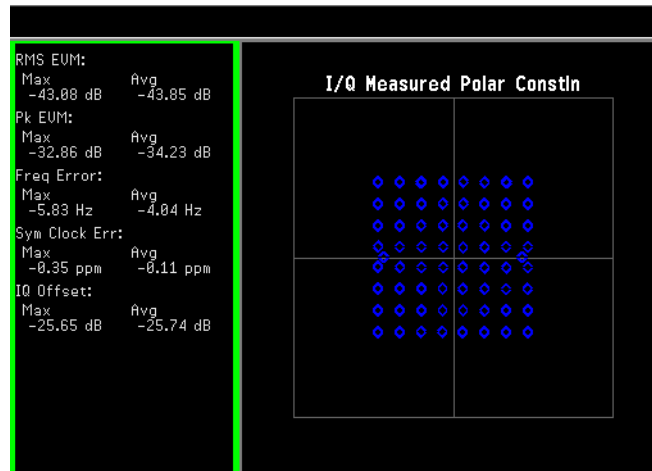 RMS EVM:
Max Avg
-43.08 dB -43.85 dB
Pk EVM:
Max Avg
-32.86 dB -34.23 dB
Freq Error:
Max Avg
-5.83 Hz -4.04 Hz
Sym Clock Err:
Max Avg
-0.35 ppm -0.11 ppm
IQ Offset:
Max Avg
-25.65 dB -25.74 dB
I/Q Measured Polar Constln